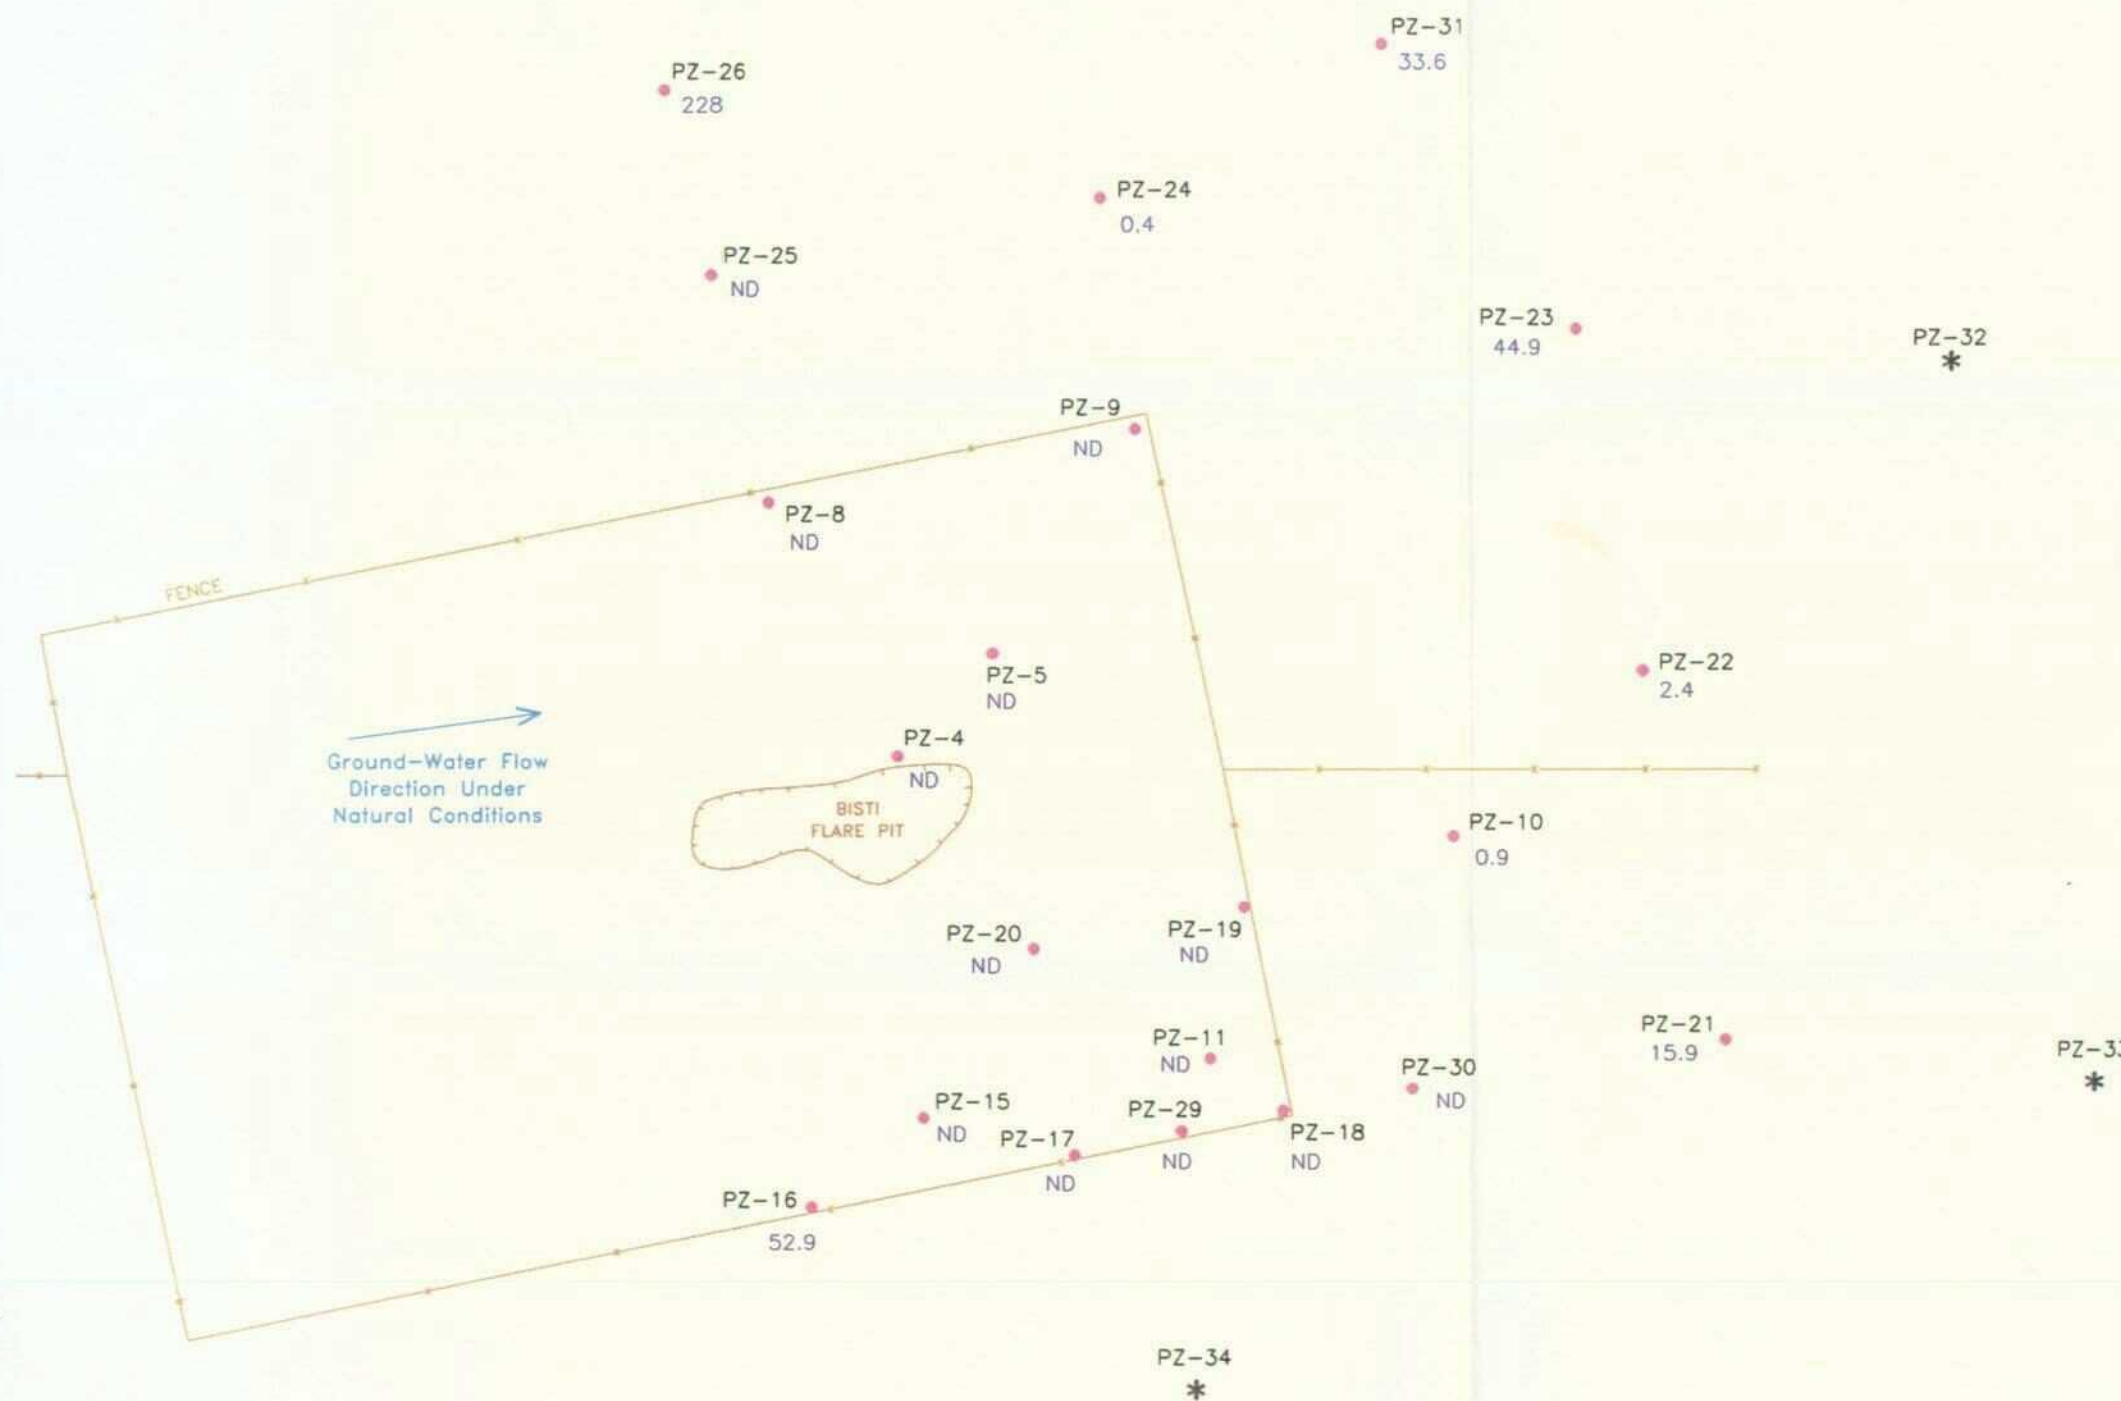 PZ-31
33.6
PZ-26
228
PZ-24
0.4
PZ-25
ND
PZ-23
44.9
PZ-32
*
PZ-9
ND
PZ-8
ND
FENCE
PZ-5
ND
PZ-22
2.4
Ground-Water Flow
Direction Under
Natural Conditions
PZ-4
ND
BISTI
FLARE PIT
PZ-10
0.9
PZ-20
ND
PZ-19
ND
PZ-11
ND
PZ-21
15.9
PZ-33
*
PZ-30
ND
PZ-15
ND
PZ-29
ND
PZ-17
ND
PZ-18
ND
PZ-16
52.9
PZ-34
*